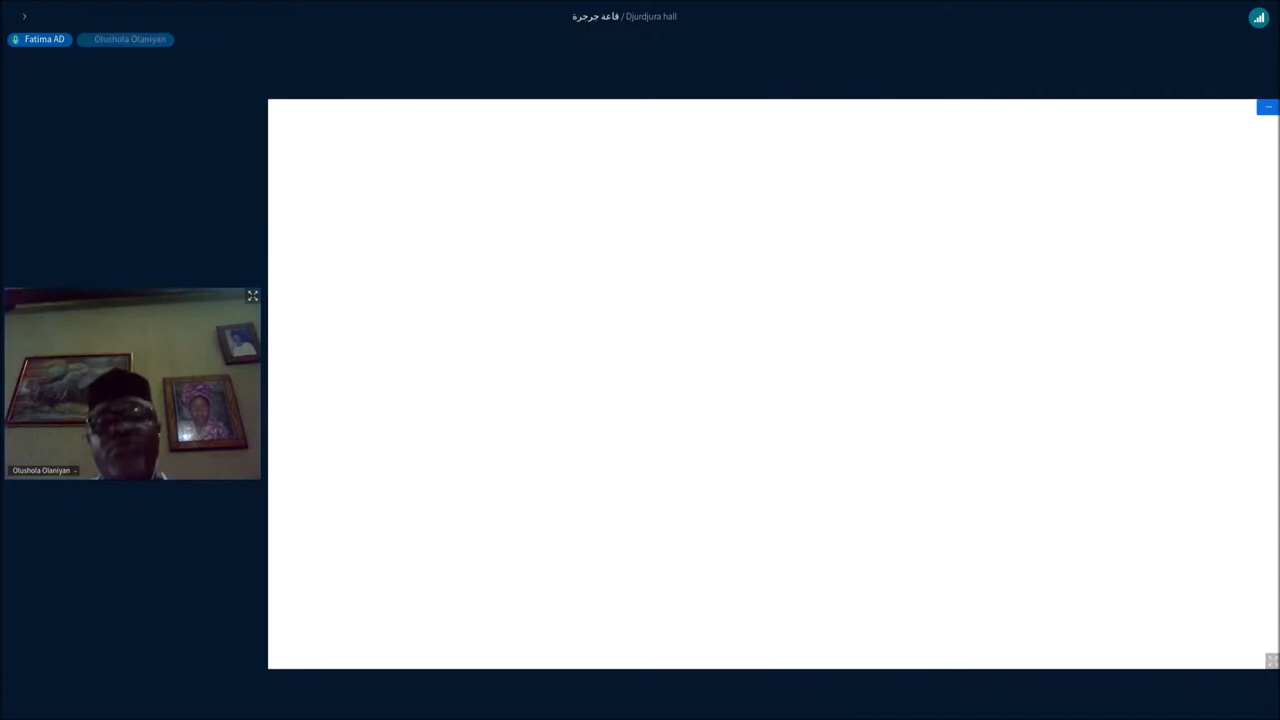 قاعة جرجرة / Djurdjura hall
Fatima AD
Olushola Olaniyan
Olushola Olaniyan